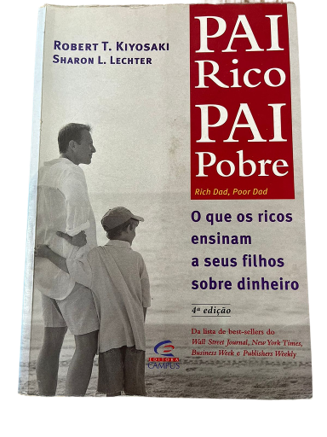 ROBERT T. KIYOSAKI
SHARON L. LECHTER
PAI
Rico
PAI
Pobre
Rich Dad, Poor Dad
O que os ricos
ensinam
a seus filhos
sobre dinheiro
4ª edição
Da lista de best-sellers do
Wall Street Journal, New York Times,
Business Week e Publishers Weekly
EDITORA
CAMPUS